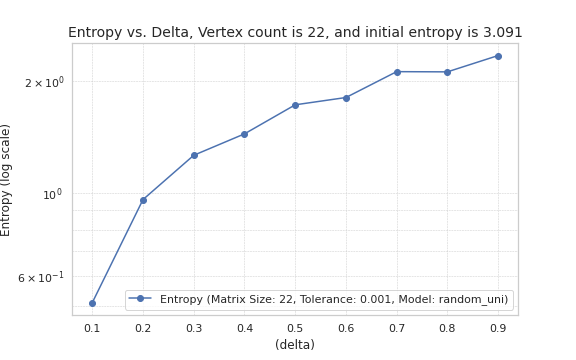 Entropy vs. Delta, Vertex count is 22, and initial entropy is 3.091
Entropy (log scale)
2 × 10⁰
10⁰
6 × 10⁻¹
Entropy (Matrix Size: 22, Tolerance: 0.001, Model: random_uni)
0.1 0.2 0.3 0.4 0.5 0.6 0.7 0.8 0.9
(delta)